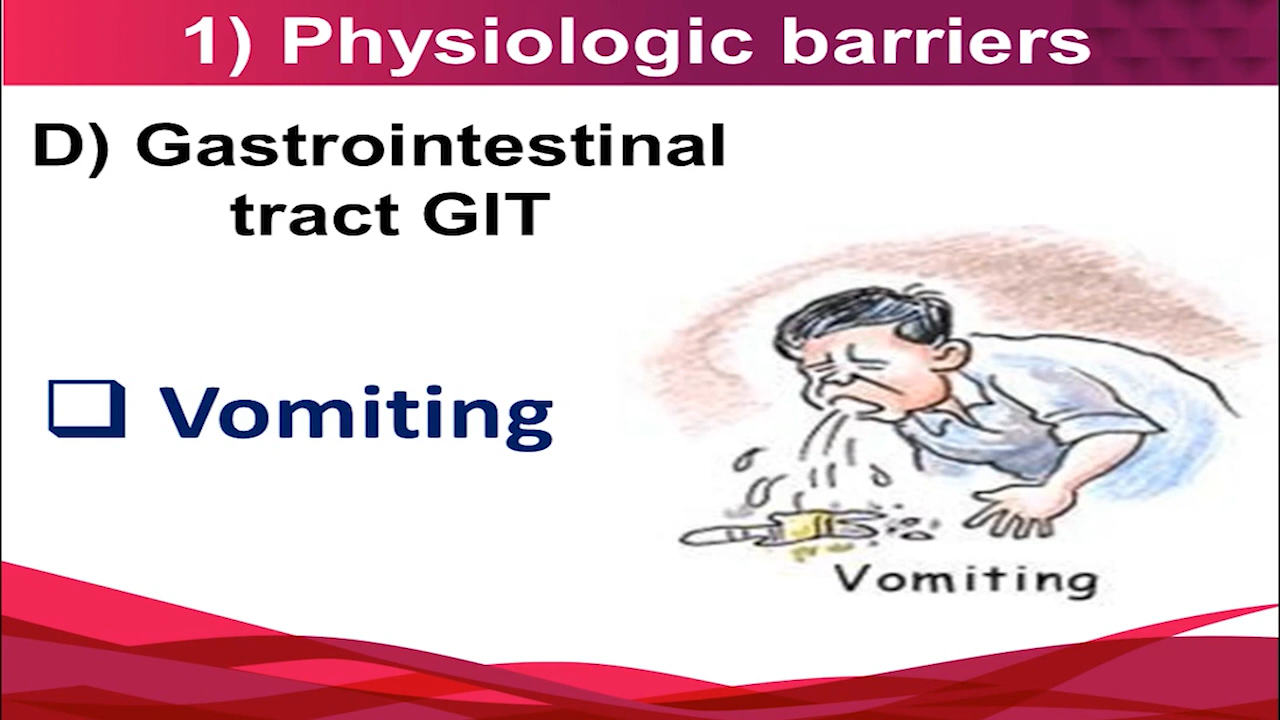 1) Physiologic barriers
D) Gastrointestinal
tract GIT
❑ Vomiting
Vomiting